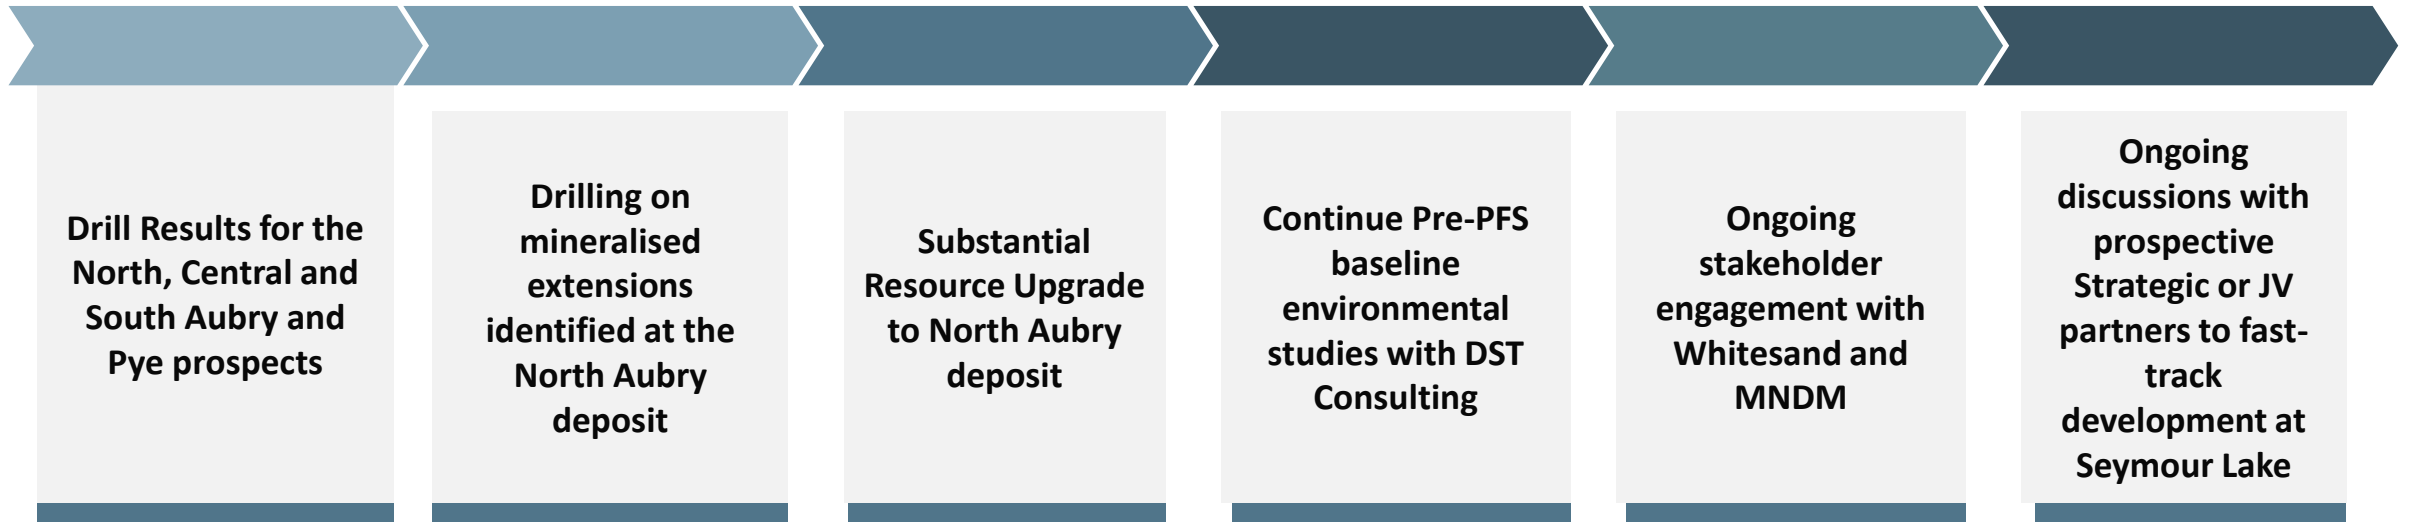 Drill Results for the
North, Central and
South Aubry and
Pye prospects
Drilling on
mineralised
extensions
identified at the
North Aubry
deposit
Substantial
Resource Upgrade
to North Aubry
deposit
Continue Pre-PFS
baseline
environmental
studies with DST
Consulting
Ongoing
stakeholder
engagement with
Whitesand and
MNDM
Ongoing
discussions with
prospective
Strategic or JV
partners to fast-
track
development at
Seymour Lake